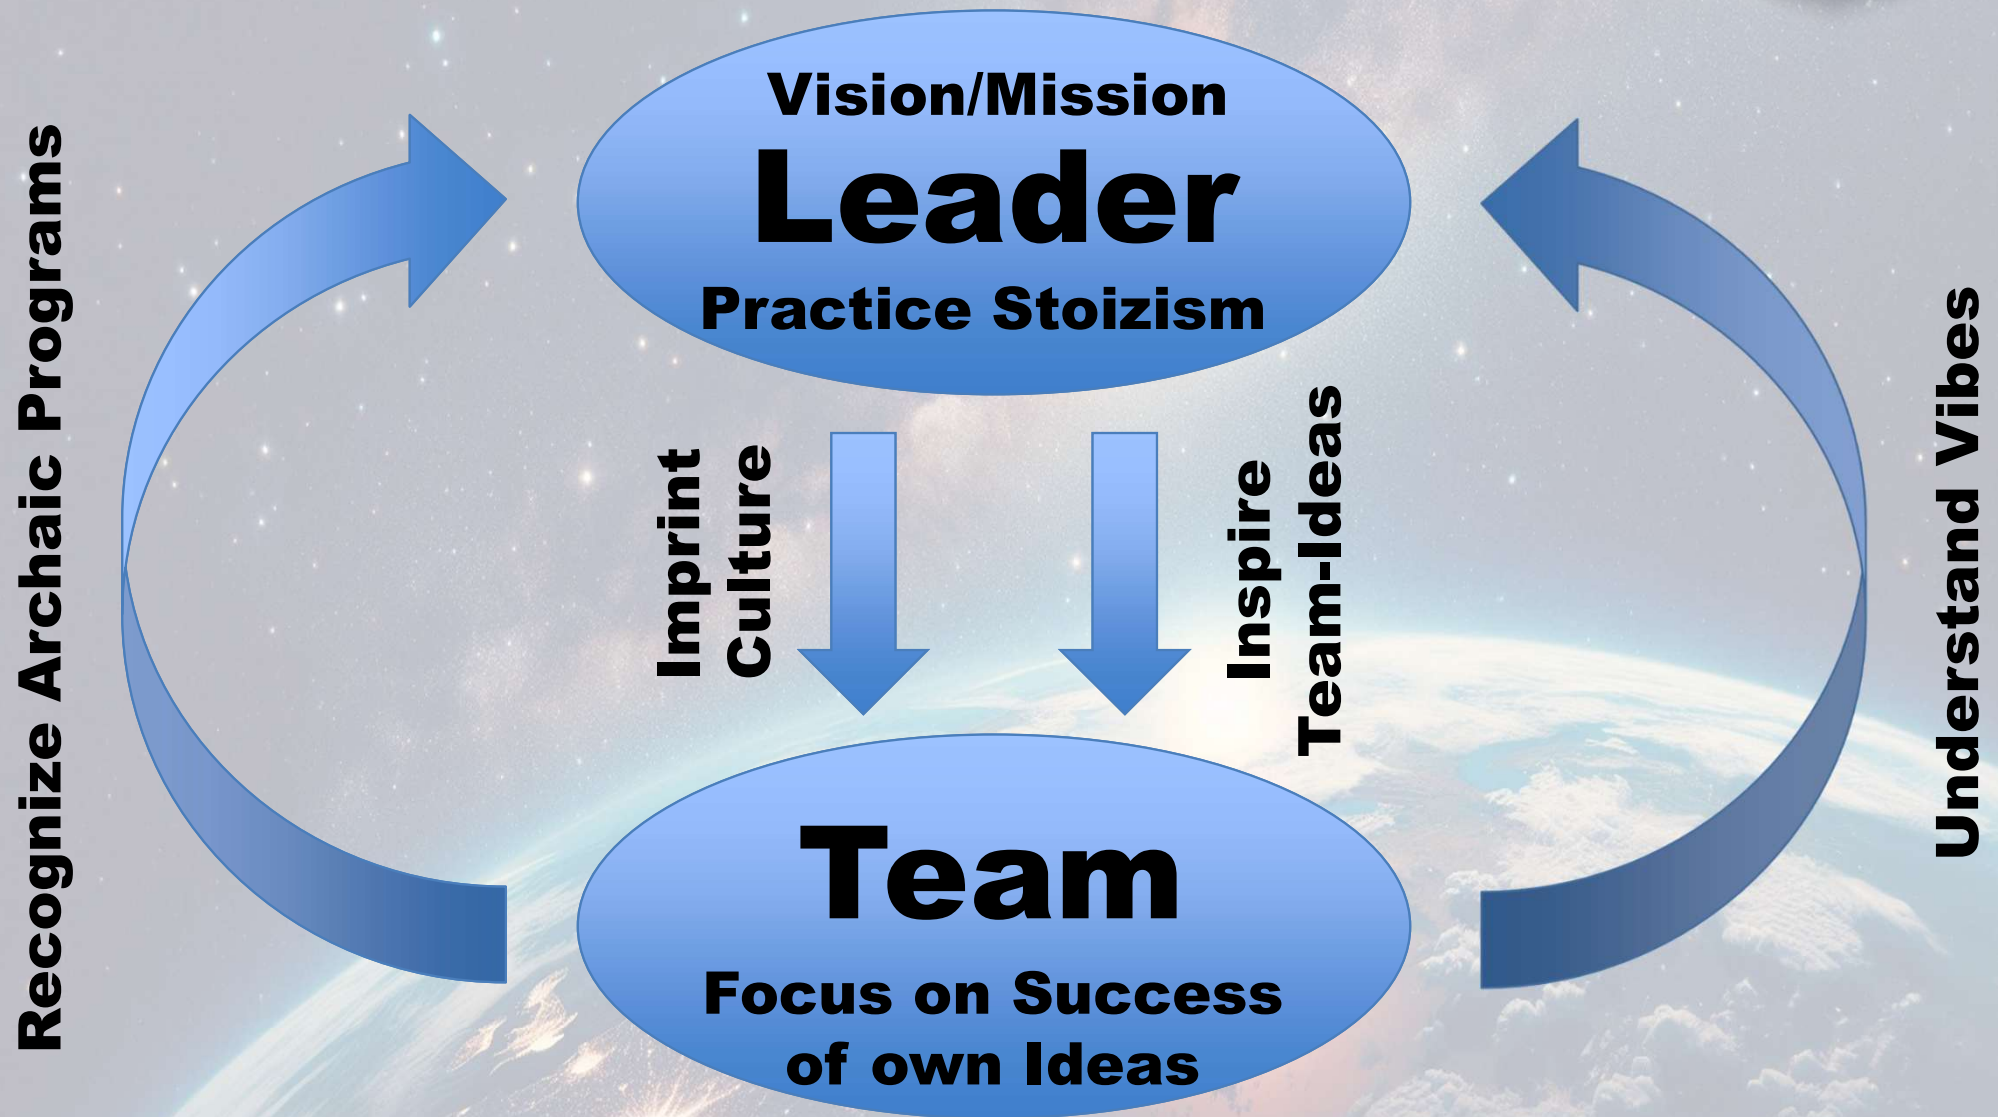 Vision/Mission
Leader
Practice Stoizism
Recognize Archaic Programs
Imprint
Culture
Inspire
Team-Ideas
Understand Vibes
Team
Focus on Success
of own Ideas